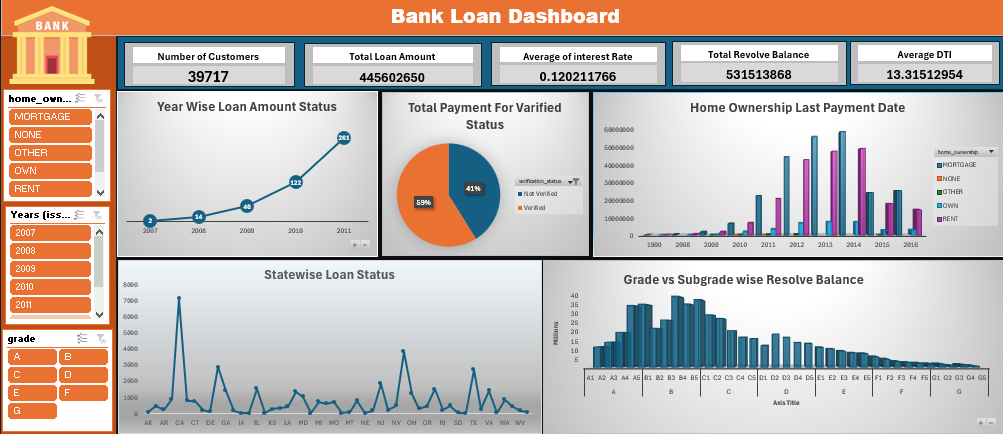 Bank Loan Dashboard
BANK
Number of Customers
39717
Total Loan Amount
445602650
Average of interest Rate
0.120211766
Total Revolve Balance
531513868
Average DTI
13.31512954
home_own...
MORTGAGE
NONE
OTHER
OWN
RENT
Years (iss...
2007
2008
2009
2010
2011
grade
A B
C D
E F
G
Year Wise Loan Amount Status
2 14 46 122 261
2007 2008 2009 2010 2011
Total Payment For Varified
Status
59% 41%
verification_status
Not Verified
Verified
Home Ownership Last Payment Date
60000000
50000000
40000000
30000000
20000000
10000000
0
1900 2008 2009 2010 2011 2012 2013 2014 2015 2016
home_ownership
MORTGAGE
NONE
OTHER
OWN
RENT
Statewise Loan Status
8000
7000
6000
5000
4000
3000
2000
1000
0
AK AR CA CT DE GA IL KS LA MD MI MO MT NE NJ NV OH OR RI SD TX VA WA WV
Grade vs Subgrade wise Resolve Balance
Millions
40
35
30
25
20
15
10
5
A1 A2 A3 A4 A5 B1 B2 B3 B4 B5 C1 C2 C3 C4 C5 D1 D2 D3 D4 D5 E1 E2 E3 E4 E5 F1 F2 F3 F4 F5 G1 G2 G3 G4 G5
A B C D E F G
Axis Title